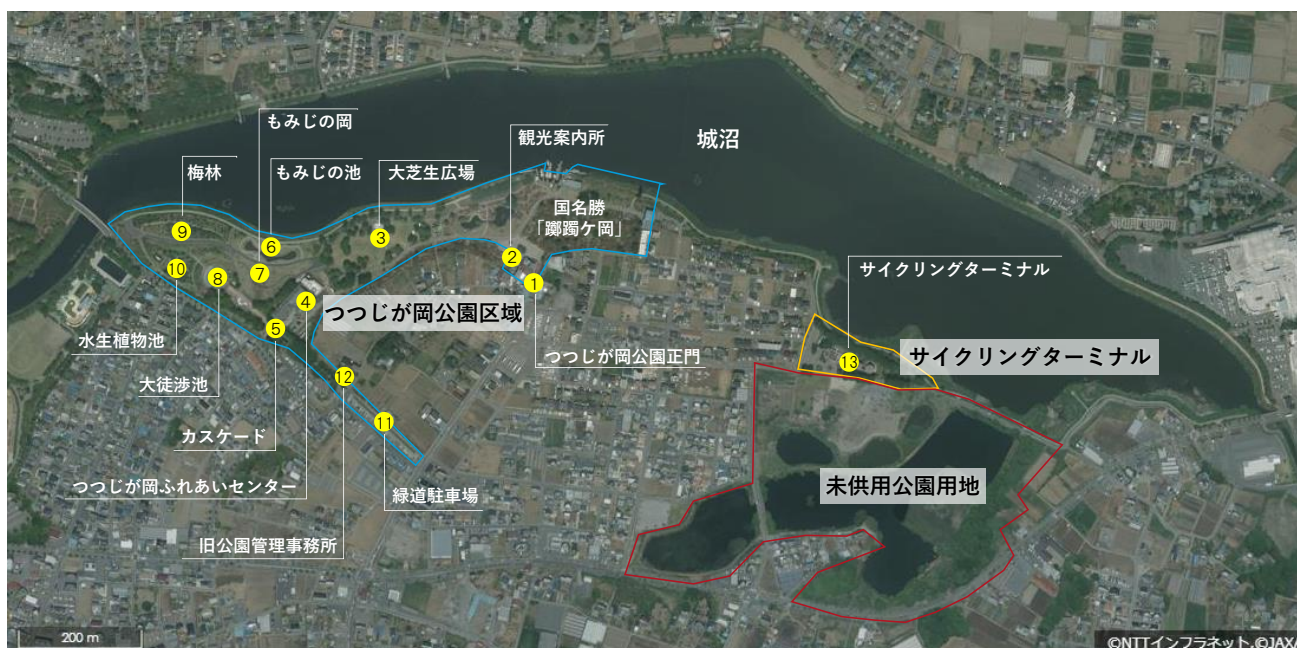 もみじの岡
観光案内所
城沼
梅林
もみじの池
大芝生広場
国名勝
「躑躅ケ岡」
9
6
3
2
10
8
7
1
サイクリングターミナル
4
つつじが岡公園区域
5
水生植物池
つつじが岡公園正門
13
サイクリングターミナル
大徒渉池
12
11
カスケード
つつじが岡ふれあいセンター
緑道駐車場
未供用公園用地
旧公園管理事務所
200 m
©NTTインフラネット,©JAXA